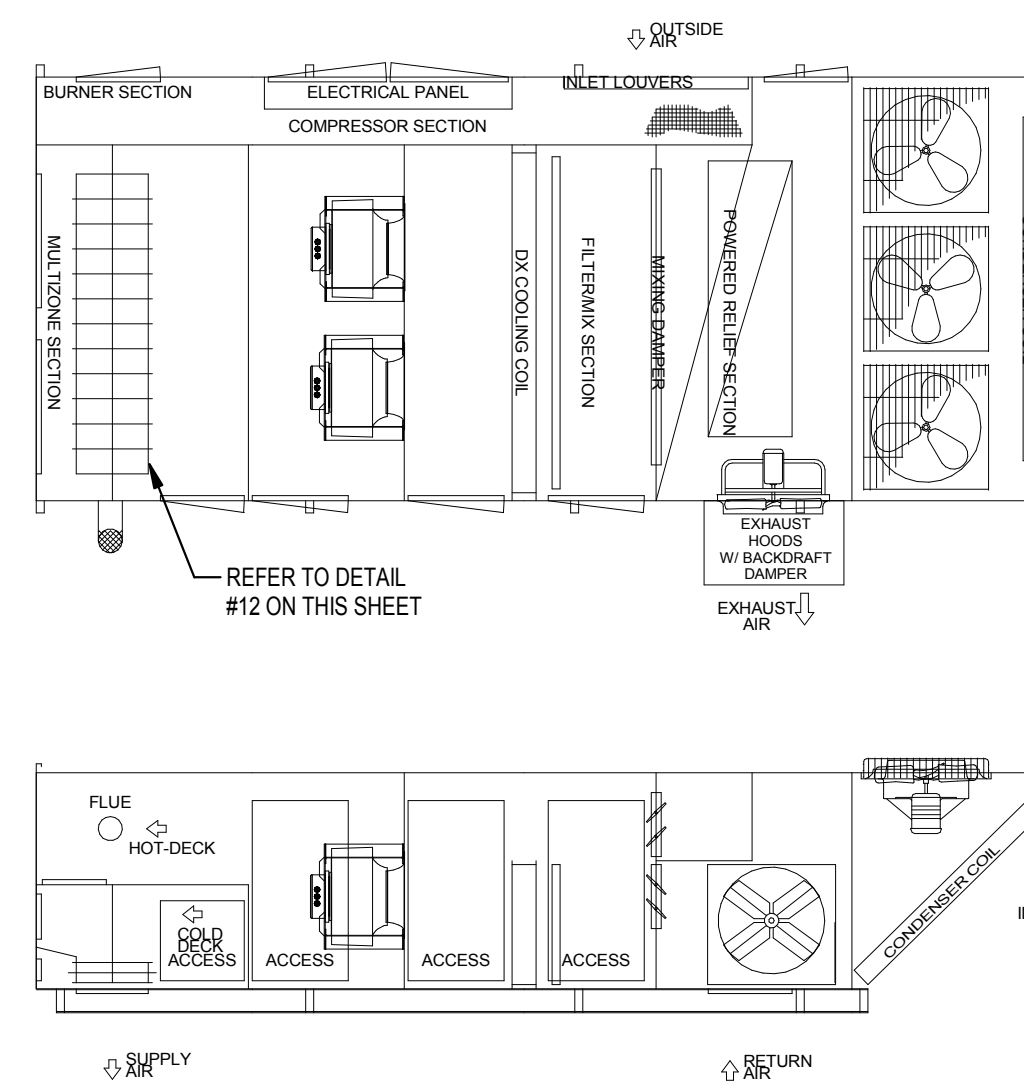 OUTSIDE
AIR
BURNER SECTION
ELECTRICAL PANEL
INLET LOUVERS
COMPRESSOR SECTION
MULTIZONE SECTION
DX COOLING COIL
FILTER/MIX SECTION
MIXING DAMPER
POWERED RELIEF SECTION
EXHAUST
HOODS
W/ BACKDRAFT
DAMPER
REFER TO DETAIL
#12 ON THIS SHEET
EXHAUST
AIR
FLUE
HOT-DECK
COLD
DECK
ACCESS
ACCESS
ACCESS
ACCESS
CONDENSER COIL
SUPPLY
AIR
RETURN
AIR